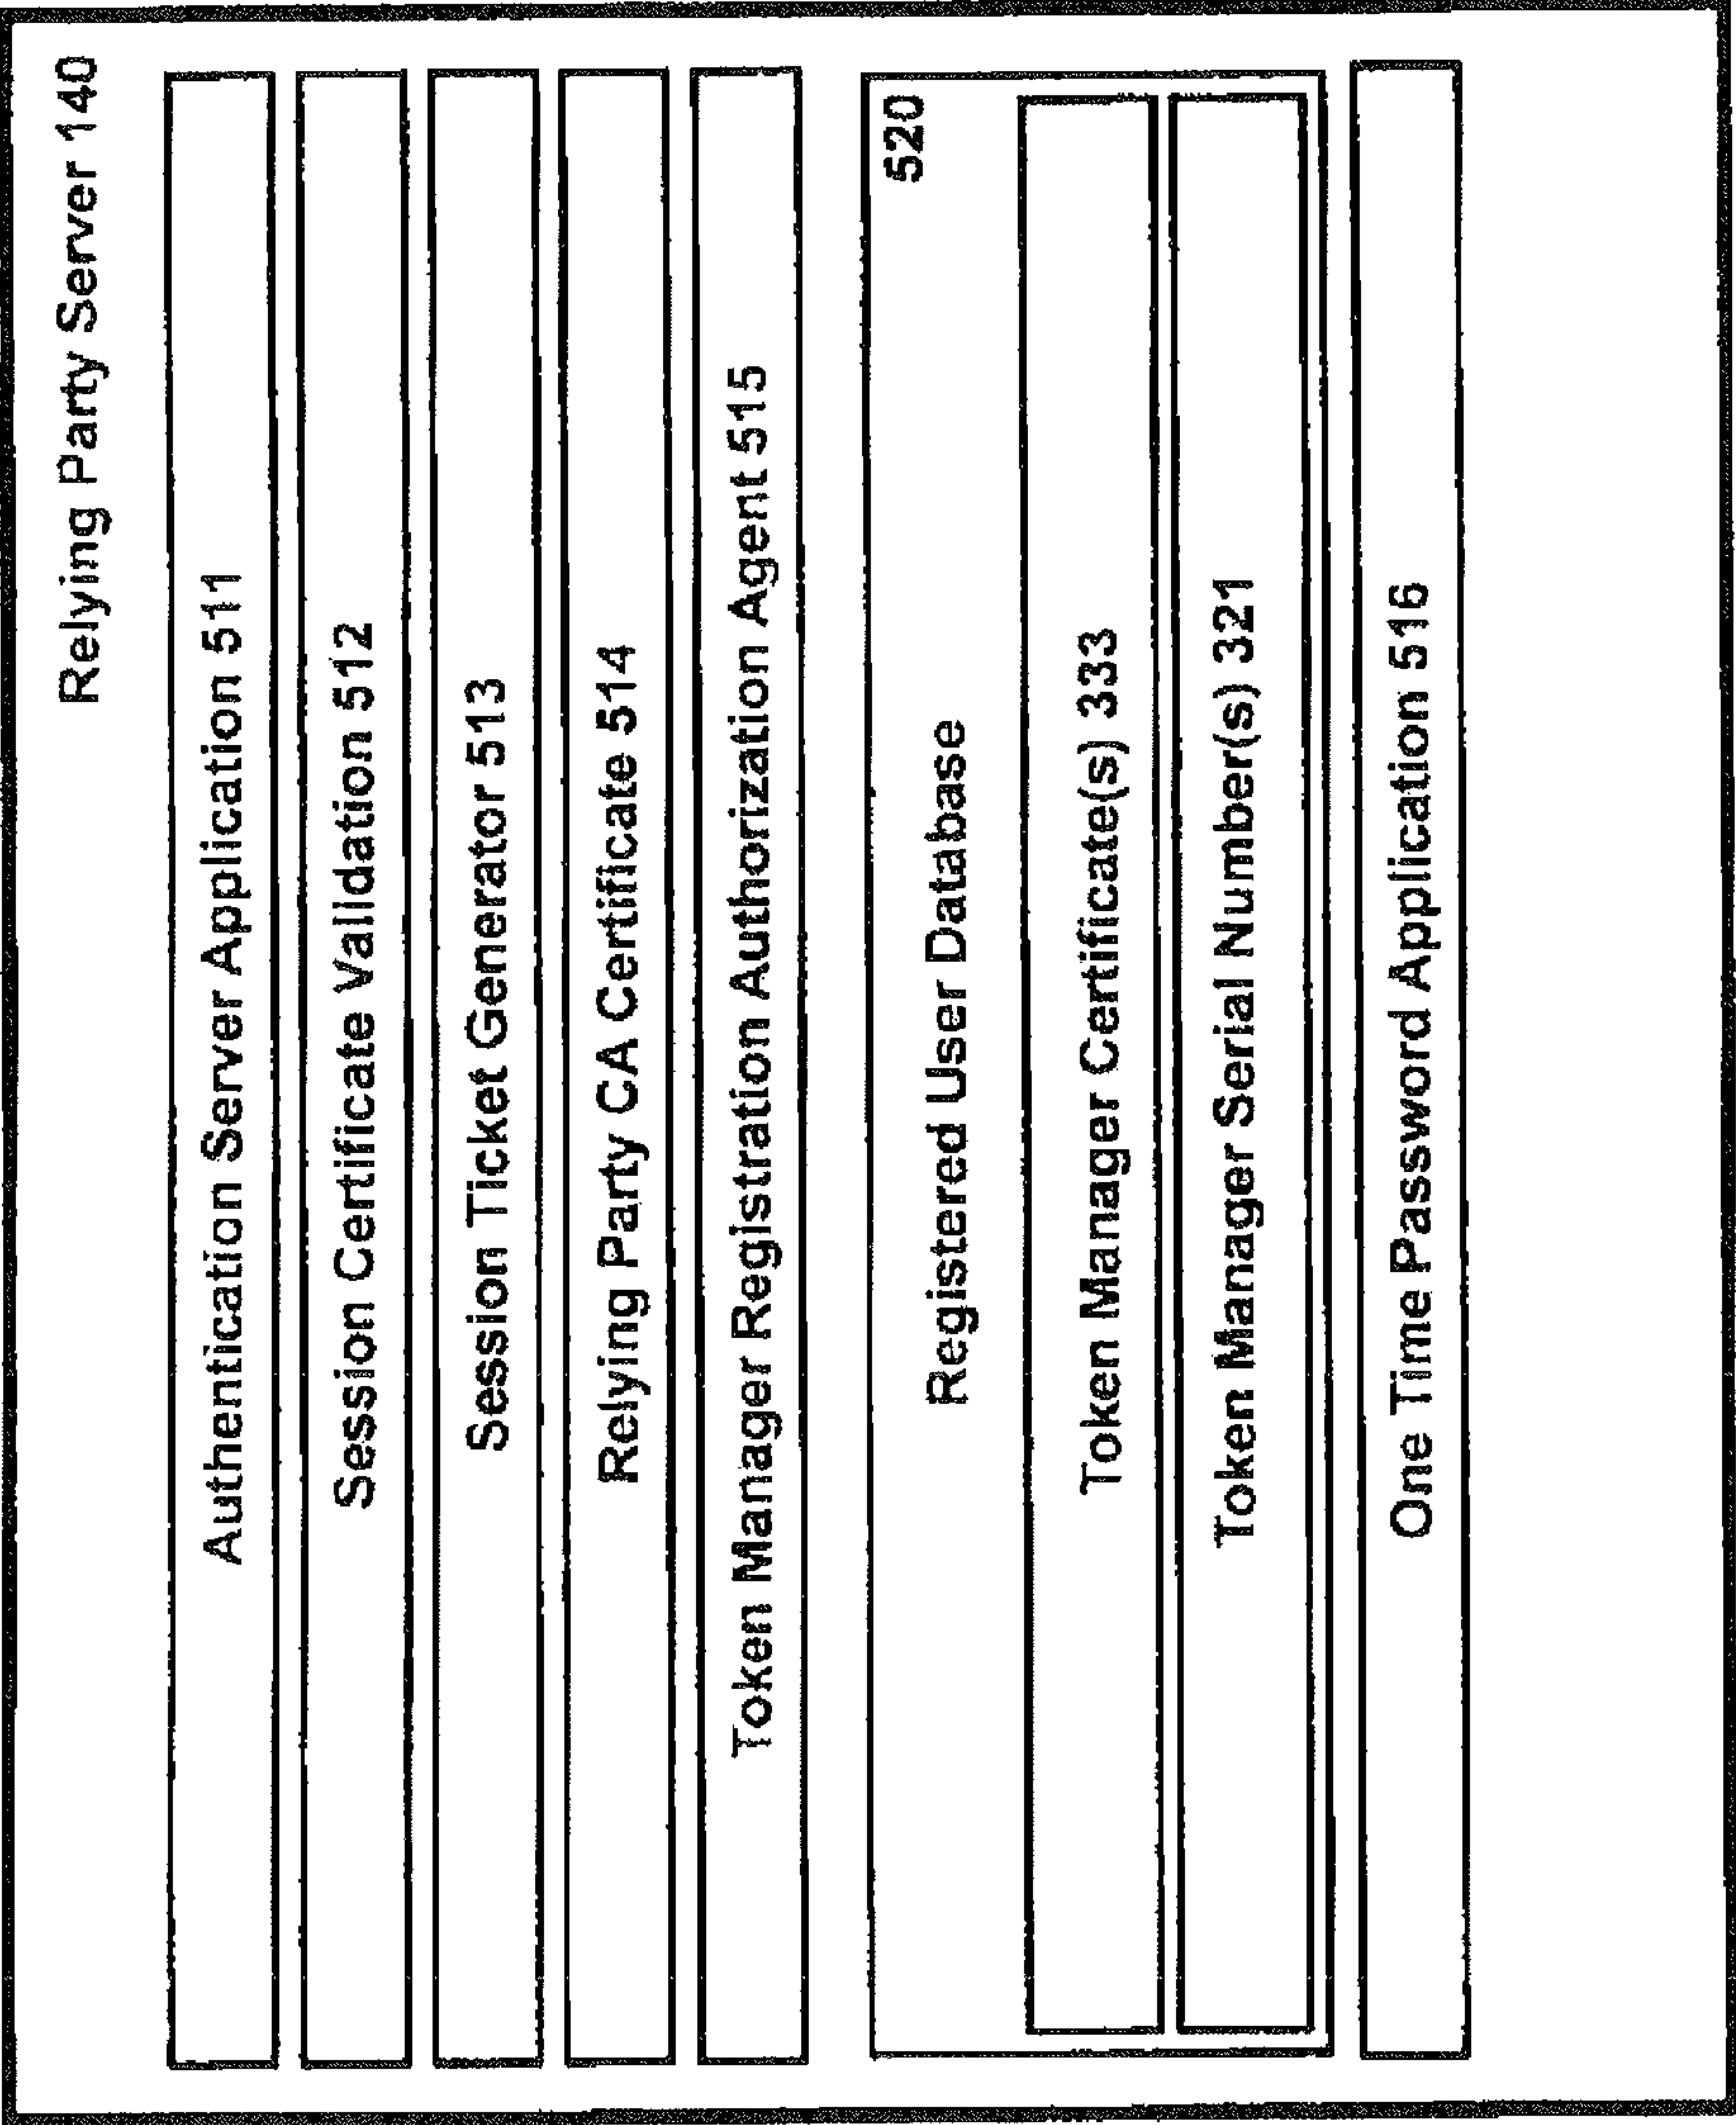 Relying Party Server 140
Authentication Server Application 511
Session Certificate Validation 512
Session Ticket Generator 513
Relying Party CA Certificate 514
Token Manager Registration Authorization Agent 515
520
Registered User Database
Token Manager Certificate(s) 333
Token Manager Serial Number(s) 321
One Time Password Application 516